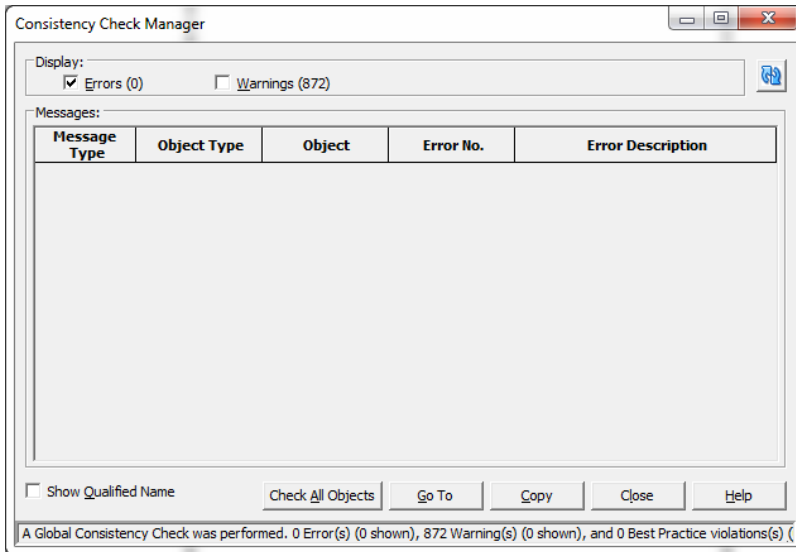 Consistency Check Manager
Display:
Errors (0) Warnings (872)
Messages:
Message Type Object Type Object Error No. Error Description
Show Qualified Name Check All Objects Go To Copy Close Help
A Global Consistency Check was performed. 0 Error(s) (0 shown), 872 Warning(s) (0 shown), and 0 Best Practice violations(s) (